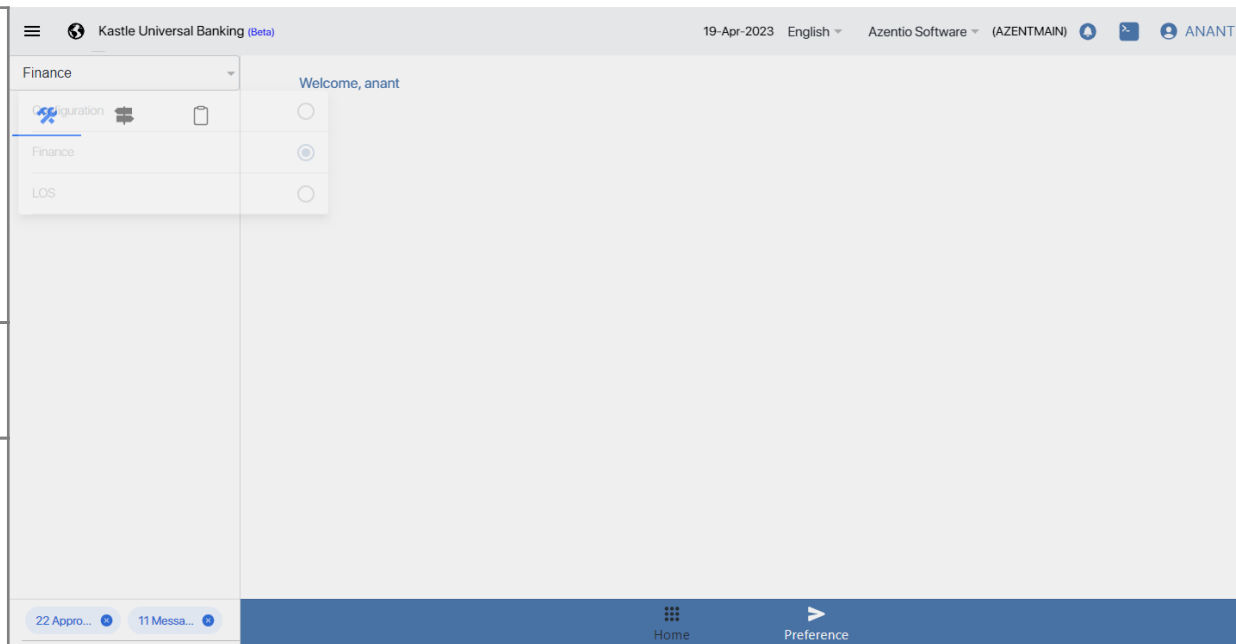 Kastle Universal Banking (Beta) 19-Apr-2023 English Azentio Software (AZENTMAIN) ANANT
Finance
Welcome, anant
Configuration
Finance
LOS
22 Appro... 11 Messa...
Home Preference